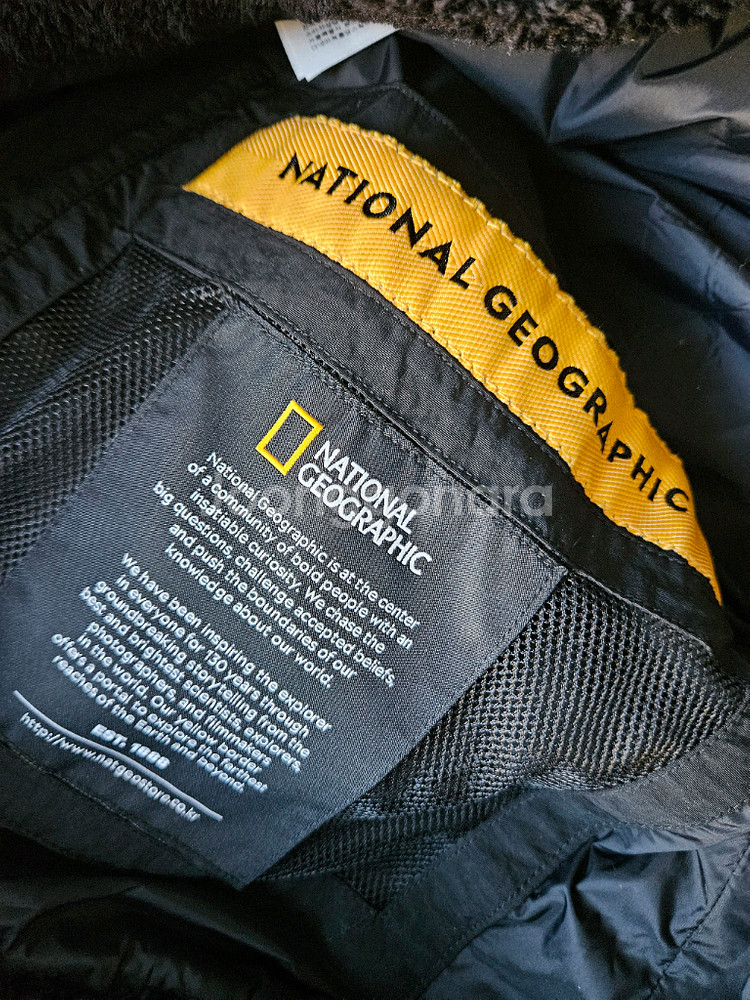 NATIONAL GEOGRAPHIC
NATIONAL
GEOGRAPHIC
National Geographic is at the center
of a community of bold people with an
insatiable curiosity. We chase the
big questions, challenge accepted beliefs,
and push the boundaries of our
knowledge about our world.
We have been inspiring the explorer
in everyone for 130 years through
groundbreaking storytelling from the
best and brightest scientists, explorers,
photographers, and filmmakers
in the world. Our yellow border
offers a portal to explore the farthest
reaches of the Earth and beyond.
EST. 1888
http://www.natgeostore.co.kr